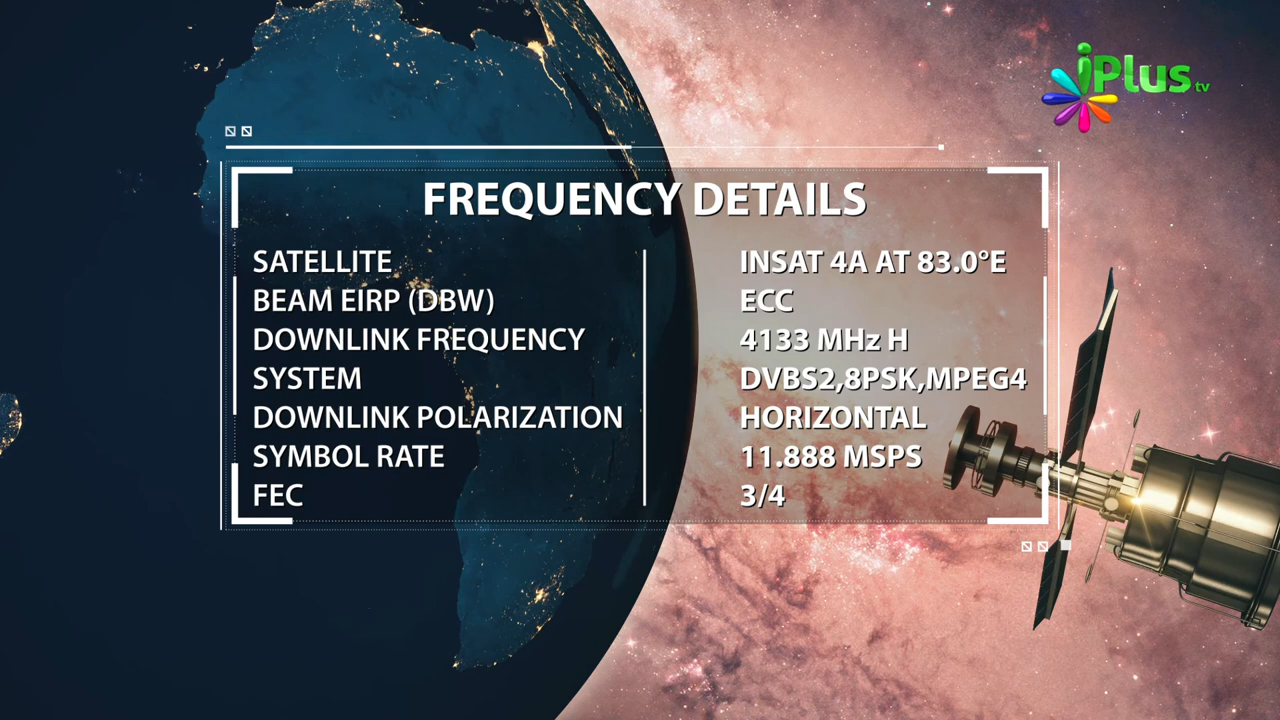 iPlus tv
FREQUENCY DETAILS
SATELLITE INSAT 4A AT 83.0°E
BEAM EIRP (DBW) ECC
DOWNLINK FREQUENCY 4133 MHz H
SYSTEM DVBS2,8PSK,MPEG4
DOWNLINK POLARIZATION HORIZONTAL
SYMBOL RATE 11.888 MSPS
FEC 3/4